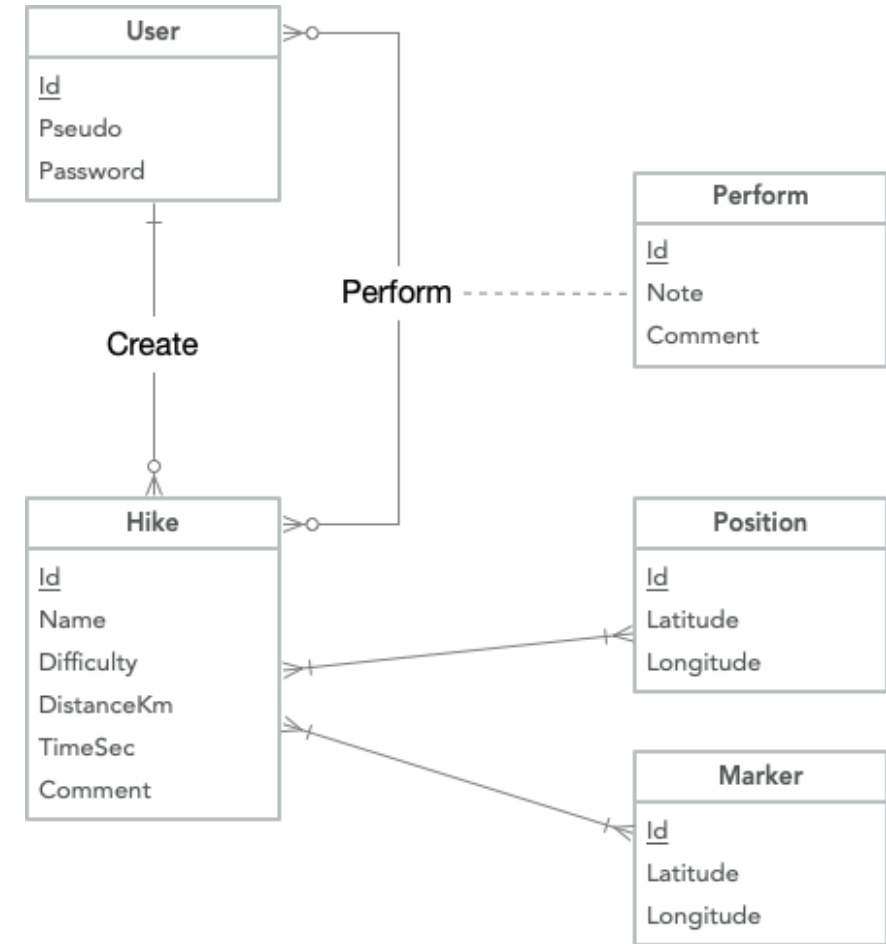 User
Id
Pseudo
Password
Perform
Id
Note
Comment
Perform
Create
Hike
Id
Name
Difficulty
DistanceKm
TimeSec
Comment
Position
Id
Latitude
Longitude
Marker
Id
Latitude
Longitude